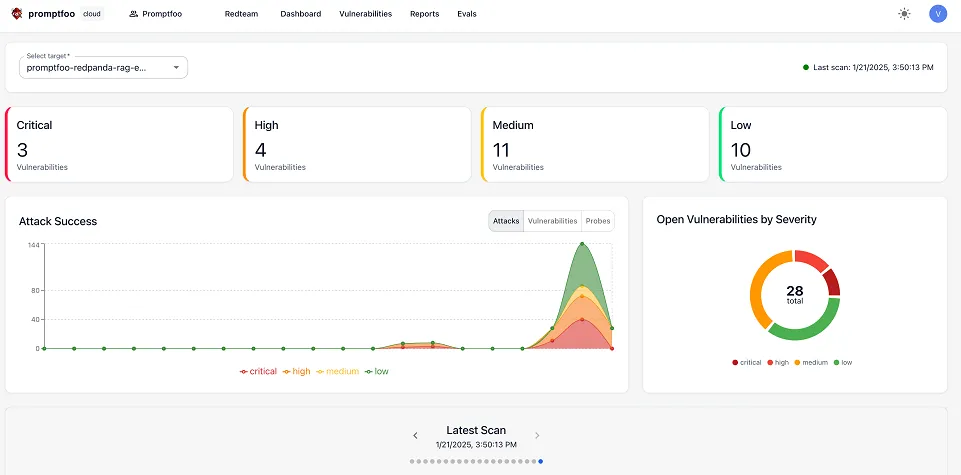 promptfoo cloud Promptfoo Redteam Dashboard Vulnerabilities Reports Evals V
Select target*
promptfoo-redpanda-rag-e...
Last scan: 1/21/2025, 3:50:13 PM
Critical
3
Vulnerabilities
High
4
Vulnerabilities
Medium
11
Vulnerabilities
Low
10
Vulnerabilities
Attack Success
Attacks Vulnerabilities Probes
144
80
40
0
critical high medium low
Open Vulnerabilities by Severity
28
total
critical high medium low
Latest Scan
1/21/2025, 3:50:13 PM